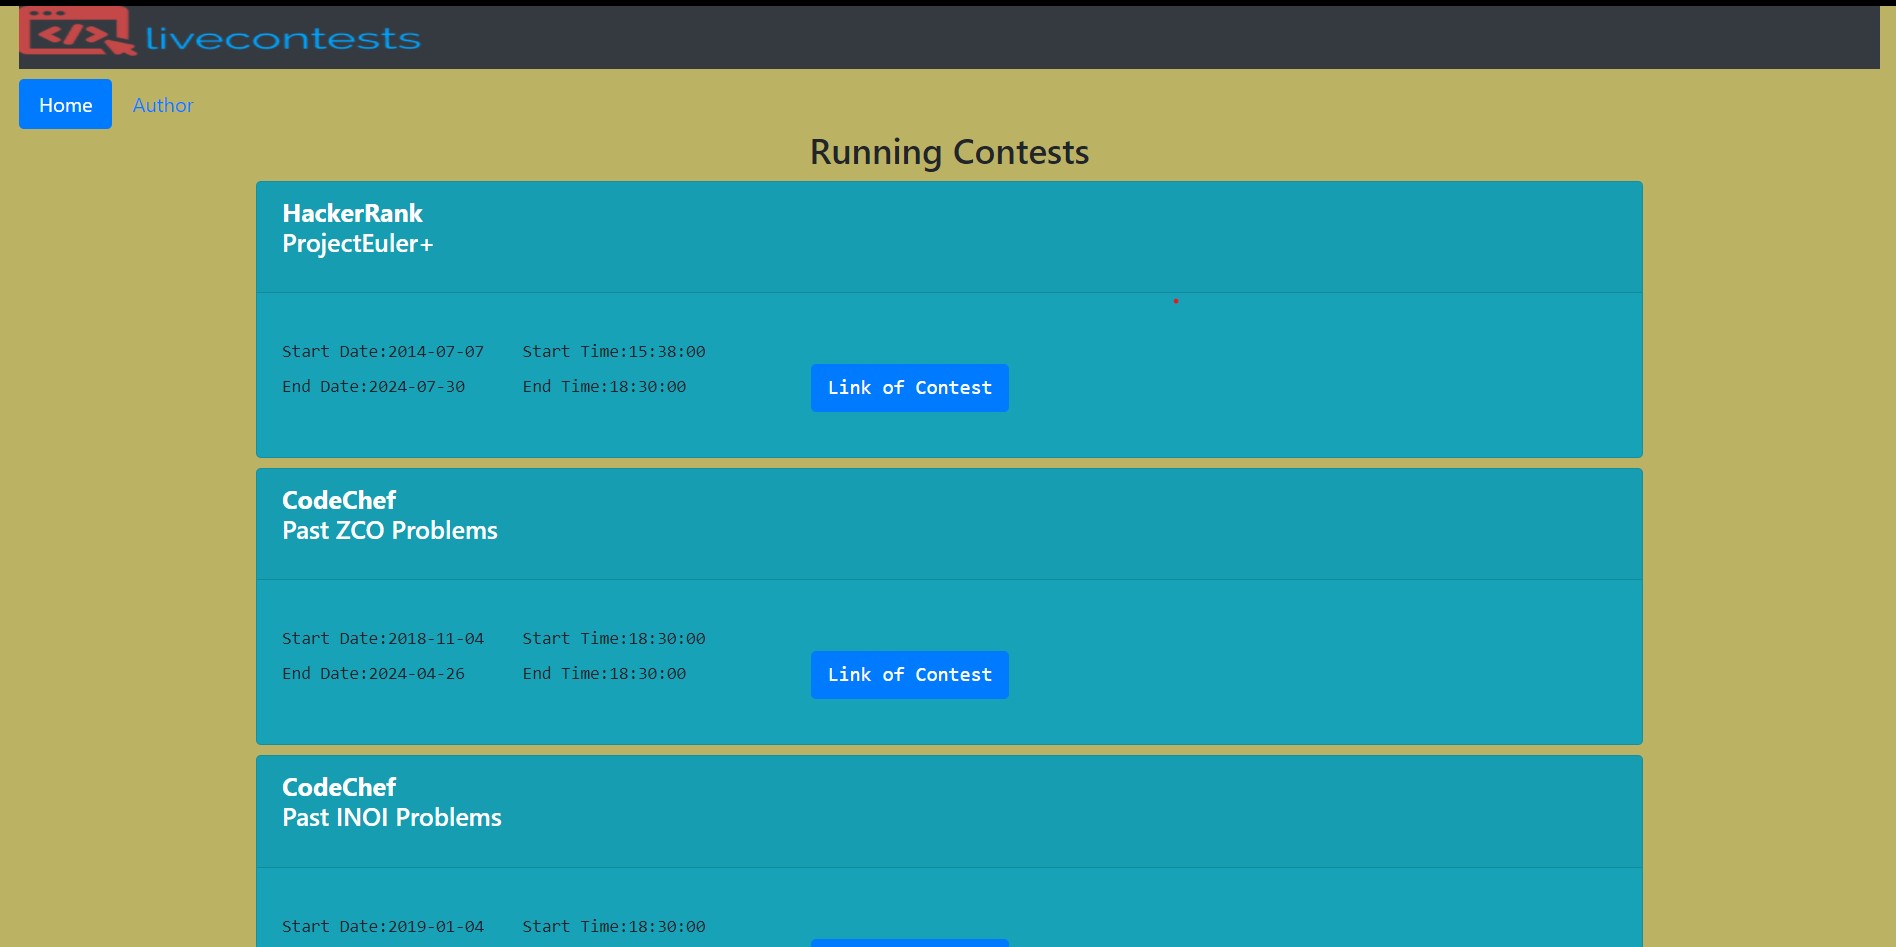 </> livecontests
Home Author
Running Contests
HackerRank
ProjectEuler+
Start Date:2014-07-07 Start Time:15:38:00
End Date:2024-07-30 End Time:18:30:00
Link of Contest
CodeChef
Past ZCO Problems
Start Date:2018-11-04 Start Time:18:30:00
End Date:2024-04-26 End Time:18:30:00
Link of Contest
CodeChef
Past INOI Problems
Start Date:2019-01-04 Start Time:18:30:00